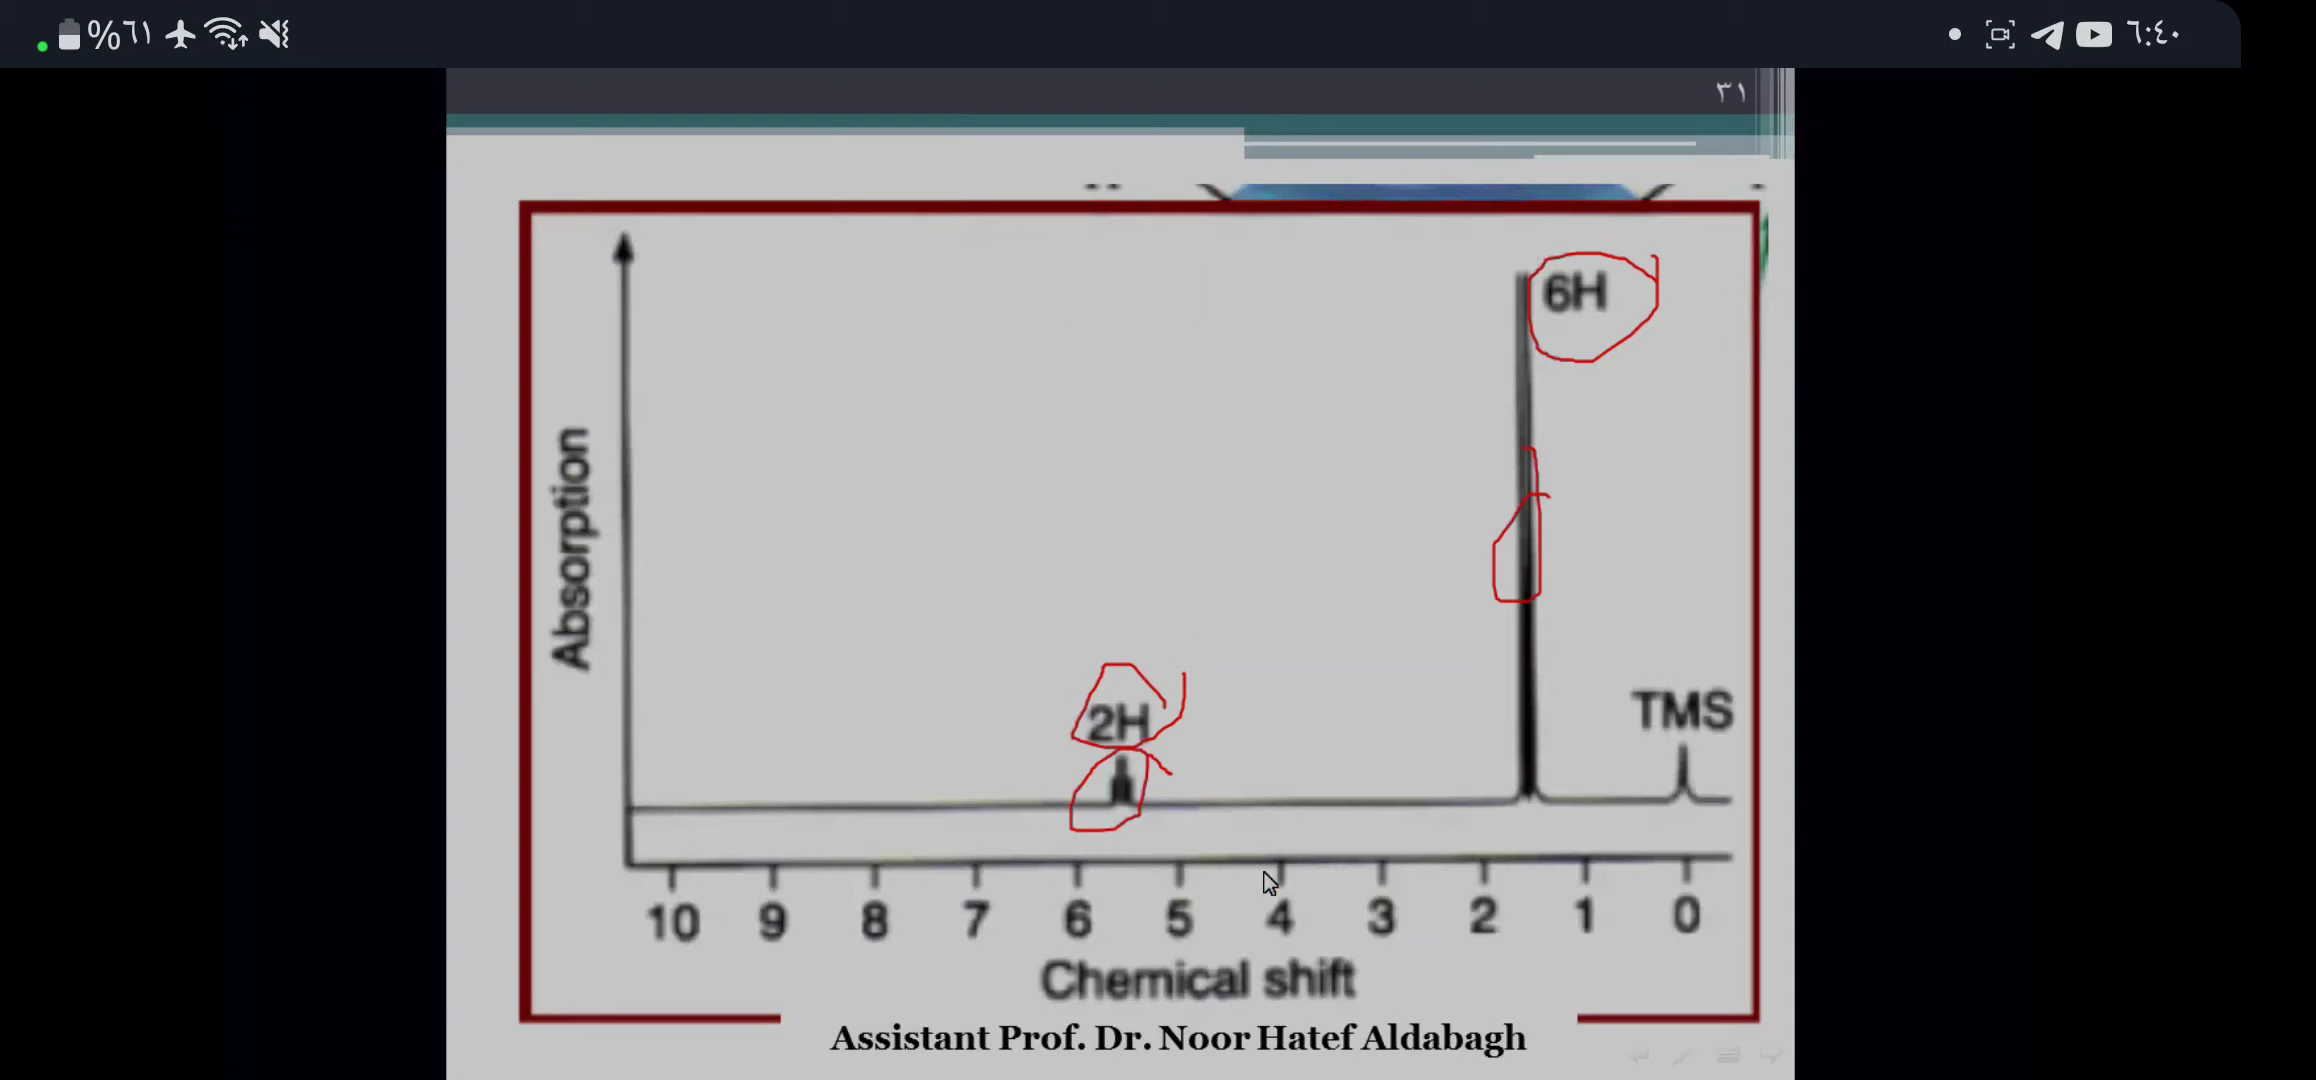 %٦١
٦:٤٠
٣١
6H
Absorption
2H
TMS
10 9 8 7 6 5 4 3 2 1 0
Chemical shift
Assistant Prof. Dr. Noor Hatef Aldabagh